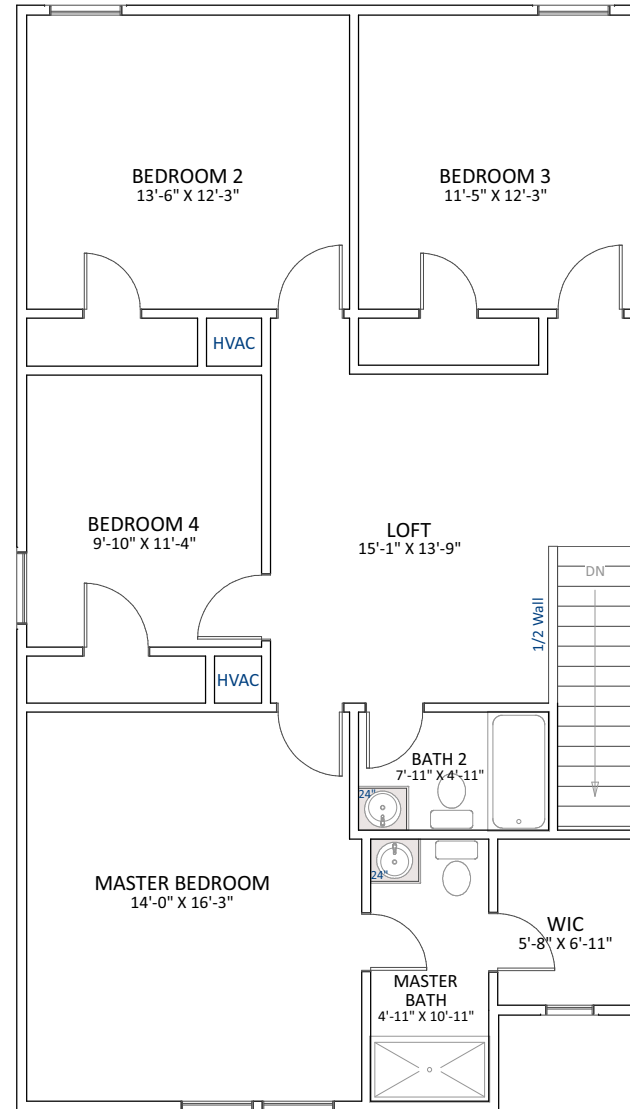 BEDROOM 2
13'-6" X 12'-3"
BEDROOM 3
11'-5" X 12'-3"
HVAC
BEDROOM 4
9'-10" X 11'-4"
LOFT
15'-1" X 13'-9"
DN
1/2 Wall
HVAC
BATH 2
7'-11" X 4'-11"
24"
24"
MASTER BEDROOM
14'-0" X 16'-3"
WIC
5'-8" X 6'-11"
MASTER
BATH
4'-11" X 10'-11"